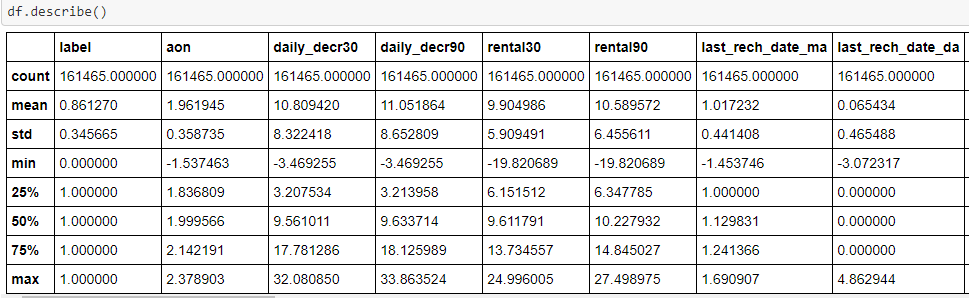 df.describe()
label aon daily_decr30 daily_decr90 rental30 rental90 last_rech_date_ma last_rech_date_da
count 161465.000000 161465.000000 161465.000000 161465.000000 161465.000000 161465.000000 161465.000000 161465.000000
mean 0.861270 1.961945 10.809420 11.051864 9.904986 10.589572 1.017232 0.065434
std 0.345665 0.358735 8.322418 8.652809 5.909491 6.455611 0.441408 0.465488
min 0.000000 -1.537463 -3.469255 -3.469255 -19.820689 -19.820689 -1.453746 -3.072317
25% 1.000000 1.836809 3.207534 3.213958 6.151512 6.347785 1.000000 0.000000
50% 1.000000 1.999566 9.561011 9.633714 9.611791 10.227932 1.129831 0.000000
75% 1.000000 2.142191 17.781286 18.125989 13.734557 14.845027 1.241366 0.000000
max 1.000000 2.378903 32.080850 33.863524 24.996005 27.498975 1.690907 4.862944